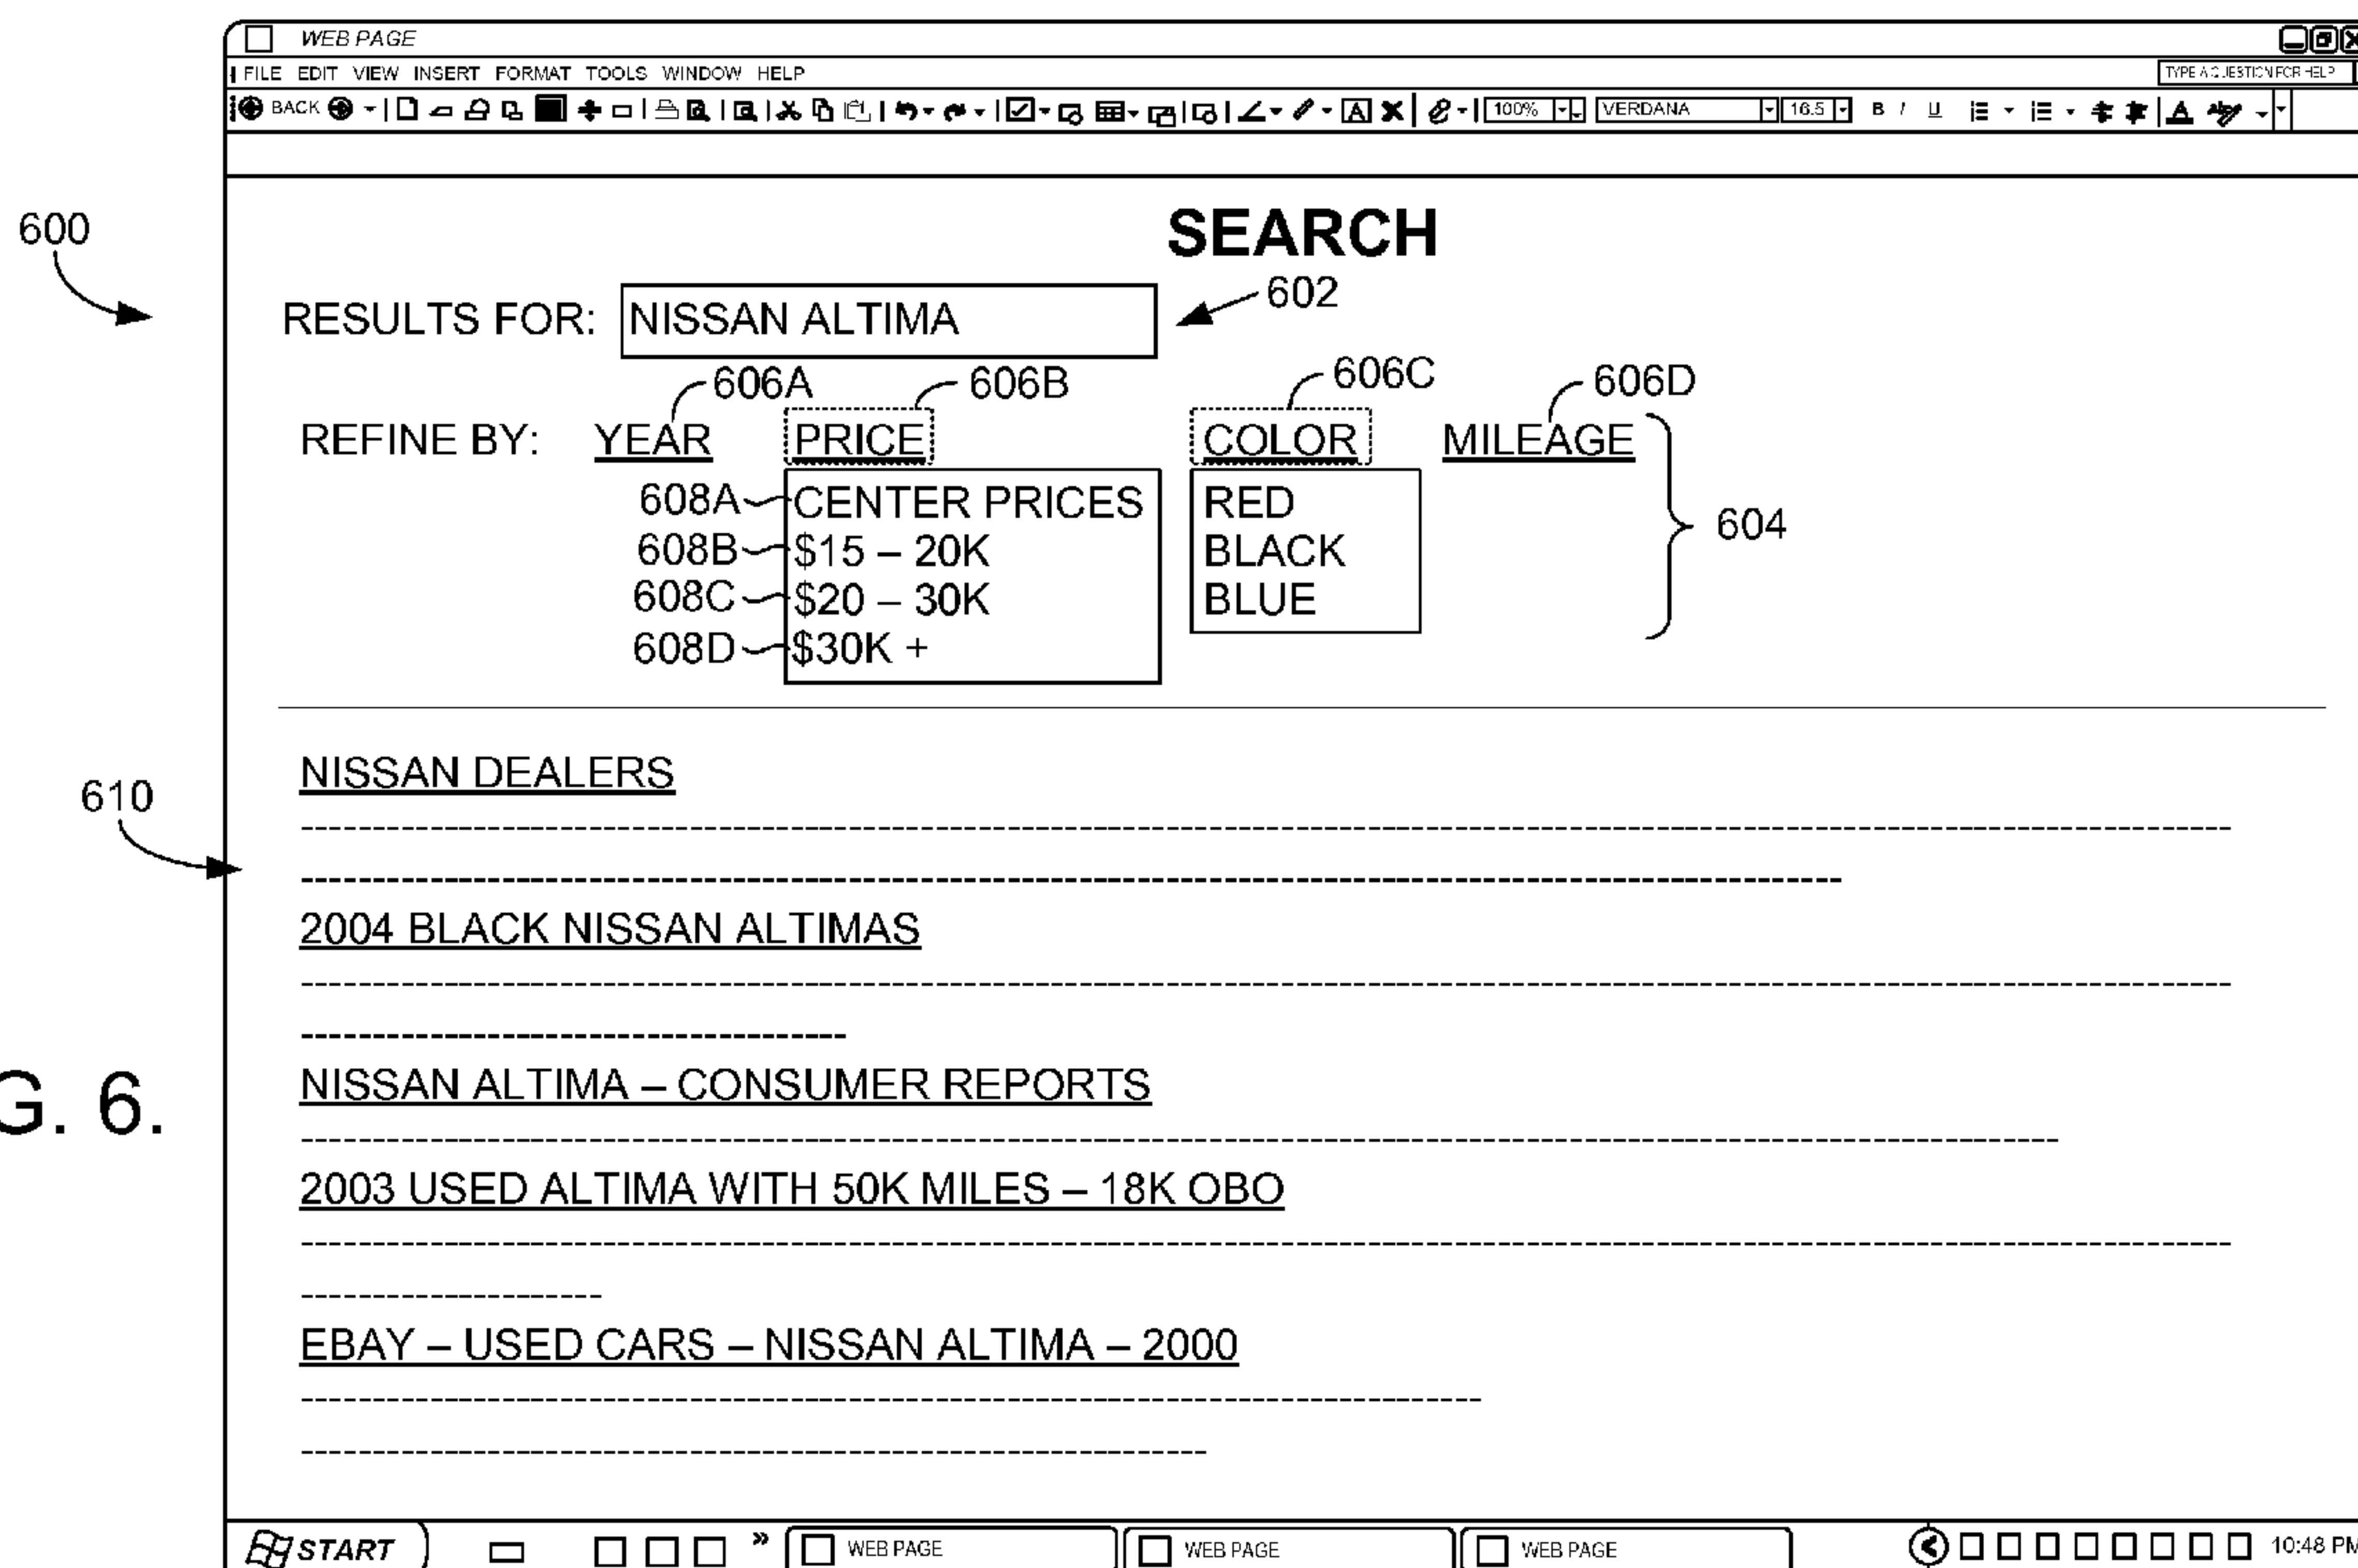 WEB PAGE
FILE EDIT VIEW INSERT FORMAT TOOLS WINDOW HELP
TYPE A QUESTION FOR HELP
BACK 100% VERDANA 16.5 B I U
SEARCH
600
602
RESULTS FOR: NISSAN ALTIMA
606A 606B 606C 606D
REFINE BY: YEAR PRICE COLOR MILEAGE
608A CENTER PRICES RED
604
608B $15 – 20K BLACK
608C $20 – 30K BLUE
608D $30K +
NISSAN DEALERS
610
2004 BLACK NISSAN ALTIMAS
G. 6.
NISSAN ALTIMA – CONSUMER REPORTS
2003 USED ALTIMA WITH 50K MILES – 18K OBO
EBAY – USED CARS – NISSAN ALTIMA – 2000
START » WEB PAGE WEB PAGE WEB PAGE 10:48 PM